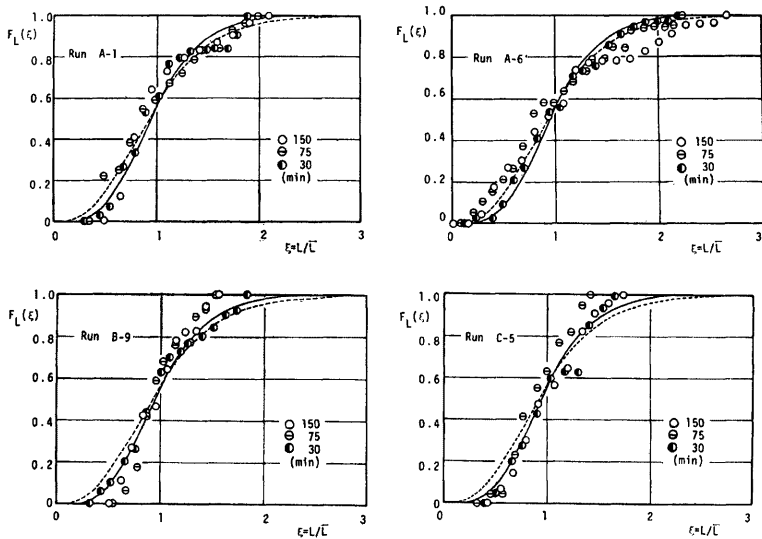 1.0
F_L(ξ)
0.8
0.6
0.4
0.2
0
Run A-1
○ 150
⊖ 75
◐ 30
(min)
0 1 2 3
ξ=L/L̅
1.0
F_L(ξ)
0.8
0.6
0.4
0.2
0
Run A-6
○ 150
⊖ 75
◐ 30
(min)
0 1 2 3
ξ=L/L̅
1.0
F_L(ξ)
0.8
0.6
0.4
0.2
0
Run B-9
○ 150
⊖ 75
◐ 30
(min)
0 1 2 3
ξ=L/L̅
1.0
F_L(ξ)
0.8
0.6
0.4
0.2
0
Run C-5
○ 150
⊖ 75
◐ 30
(min)
0 1 2 3
ξ=L/L̅